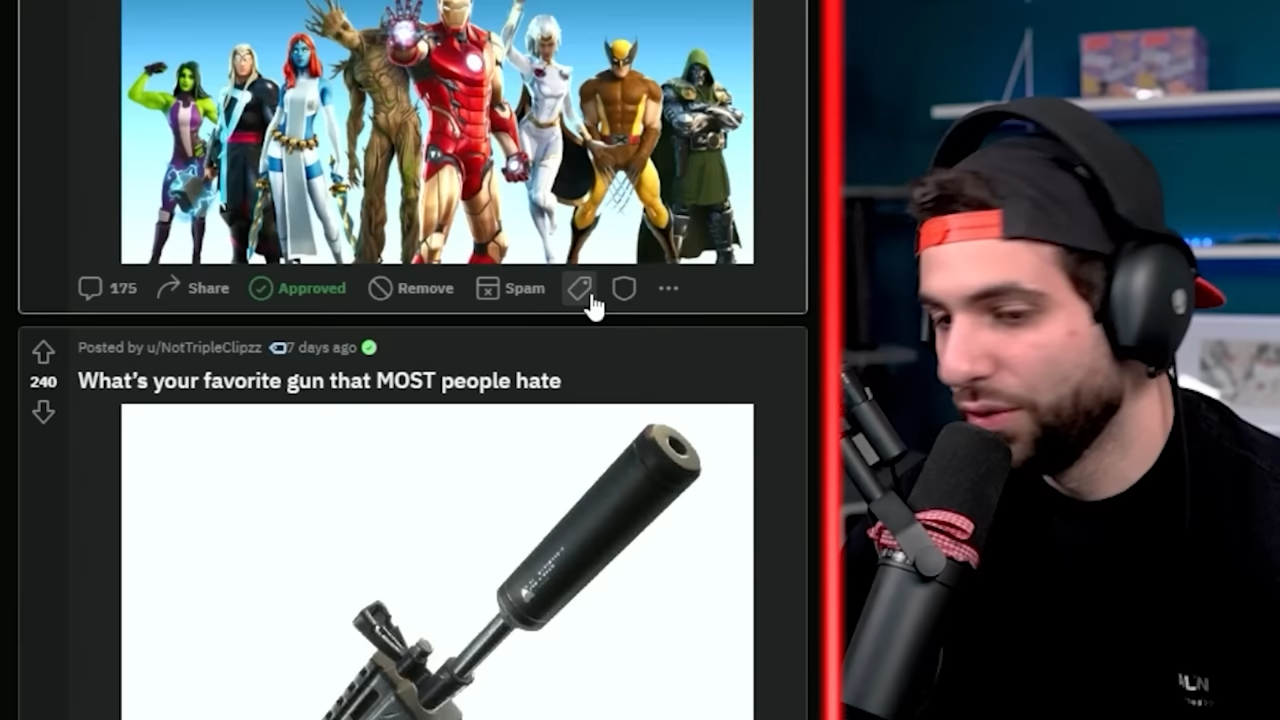 175 Share Approved Remove Spam
Posted by u/NotTripleClipzz 7 days ago
240
What's your favorite gun that MOST people hate